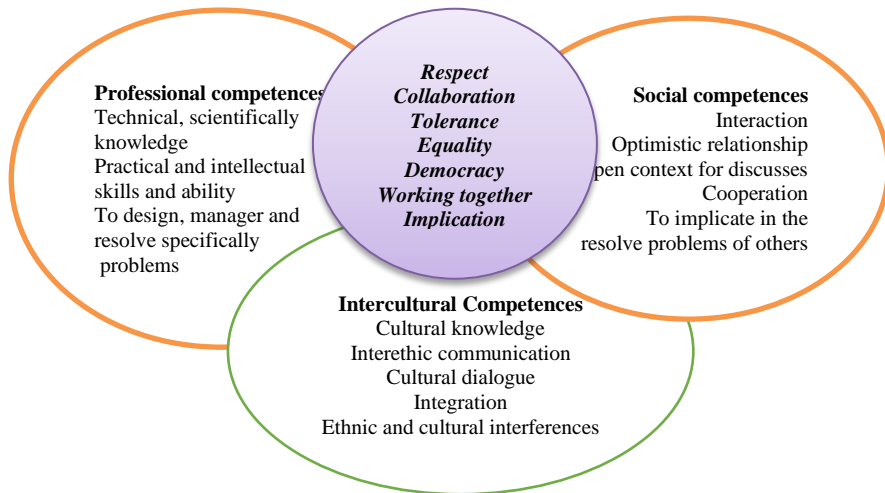 Professional competences
Technical, scientifically
knowledge
Practical and intellectual
skills and ability
To design, manager and
resolve specifically
problems
Respect
Collaboration
Tolerance
Equality
Democracy
Working together
Implication
Social competences
Interaction
Optimistic relationship
pen context for discusses
Cooperation
To implicate in the
resolve problems of others
Intercultural Competences
Cultural knowledge
Interethic communication
Cultural dialogue
Integration
Ethnic and cultural interferences